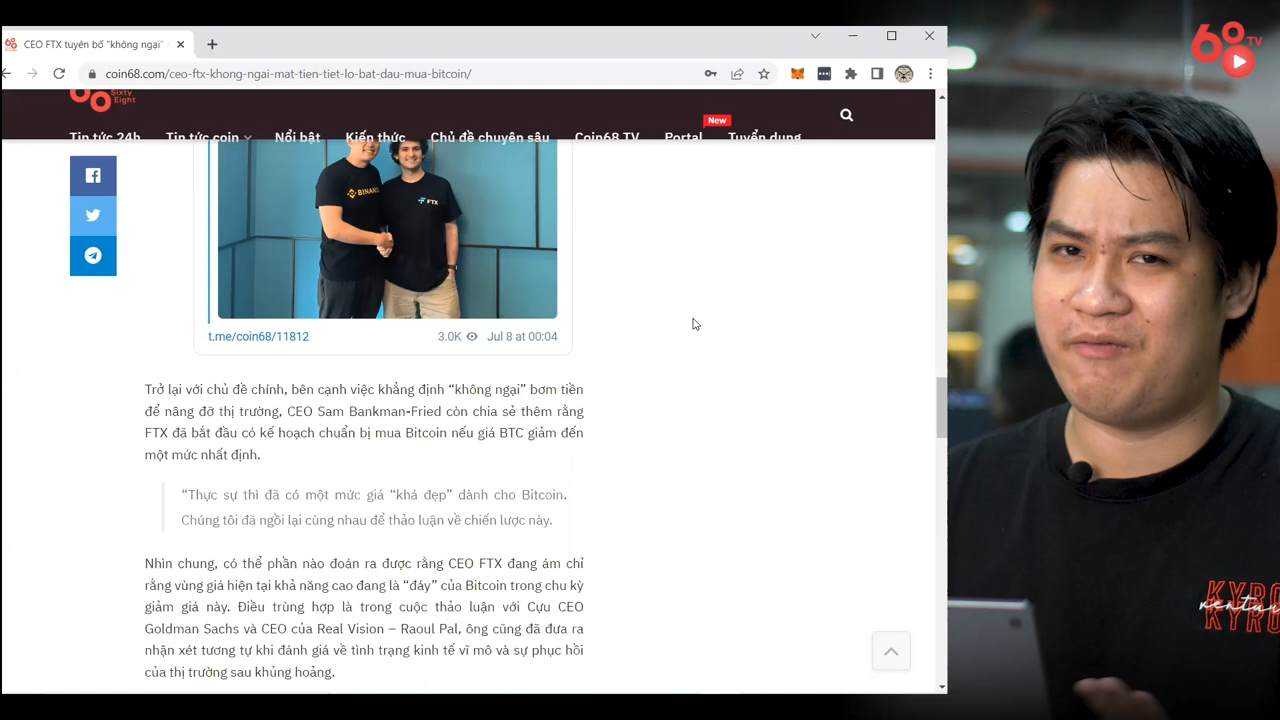 CEO FTX tuyên bố "không ngại"
coin68.com/ceo-ftx-khong-ngai-mat-tien-tiet-lo-bat-dau-mua-bitcoin/
68 TV
Sixty
Eight
New
Tin tức 24h Tin tức coin Nổi bật Kiến thức Chủ đề chuyên sâu Coin68 TV Portal Tuyển dụng
BINANCE
FTX
t.me/coin68/11812 3.0K Jul 8 at 00:04
Trở lại với chủ đề chính, bên cạnh việc khẳng định “không ngại” bơm tiền
để nâng đỡ thị trường, CEO Sam Bankman-Fried còn chia sẻ thêm rằng
FTX đã bắt đầu có kế hoạch chuẩn bị mua Bitcoin nếu giá BTC giảm đến
một mức nhất định.
“Thực sự thì đã có một mức giá “khá đẹp” dành cho Bitcoin.
Chúng tôi đã ngồi lại cùng nhau để thảo luận về chiến lược này.
Nhìn chung, có thể phần nào đoán ra được rằng CEO FTX đang ám chỉ
rằng vùng giá hiện tại khả năng cao đang là “đáy” của Bitcoin trong chu kỳ
giảm giá này. Điều trùng hợp là trong cuộc thảo luận với Cựu CEO
Goldman Sachs và CEO của Real Vision – Raoul Pal, ông cũng đã đưa ra
nhận xét tương tự khi đánh giá về tình trạng kinh tế vĩ mô và sự phục hồi
của thị trường sau khủng hoảng.